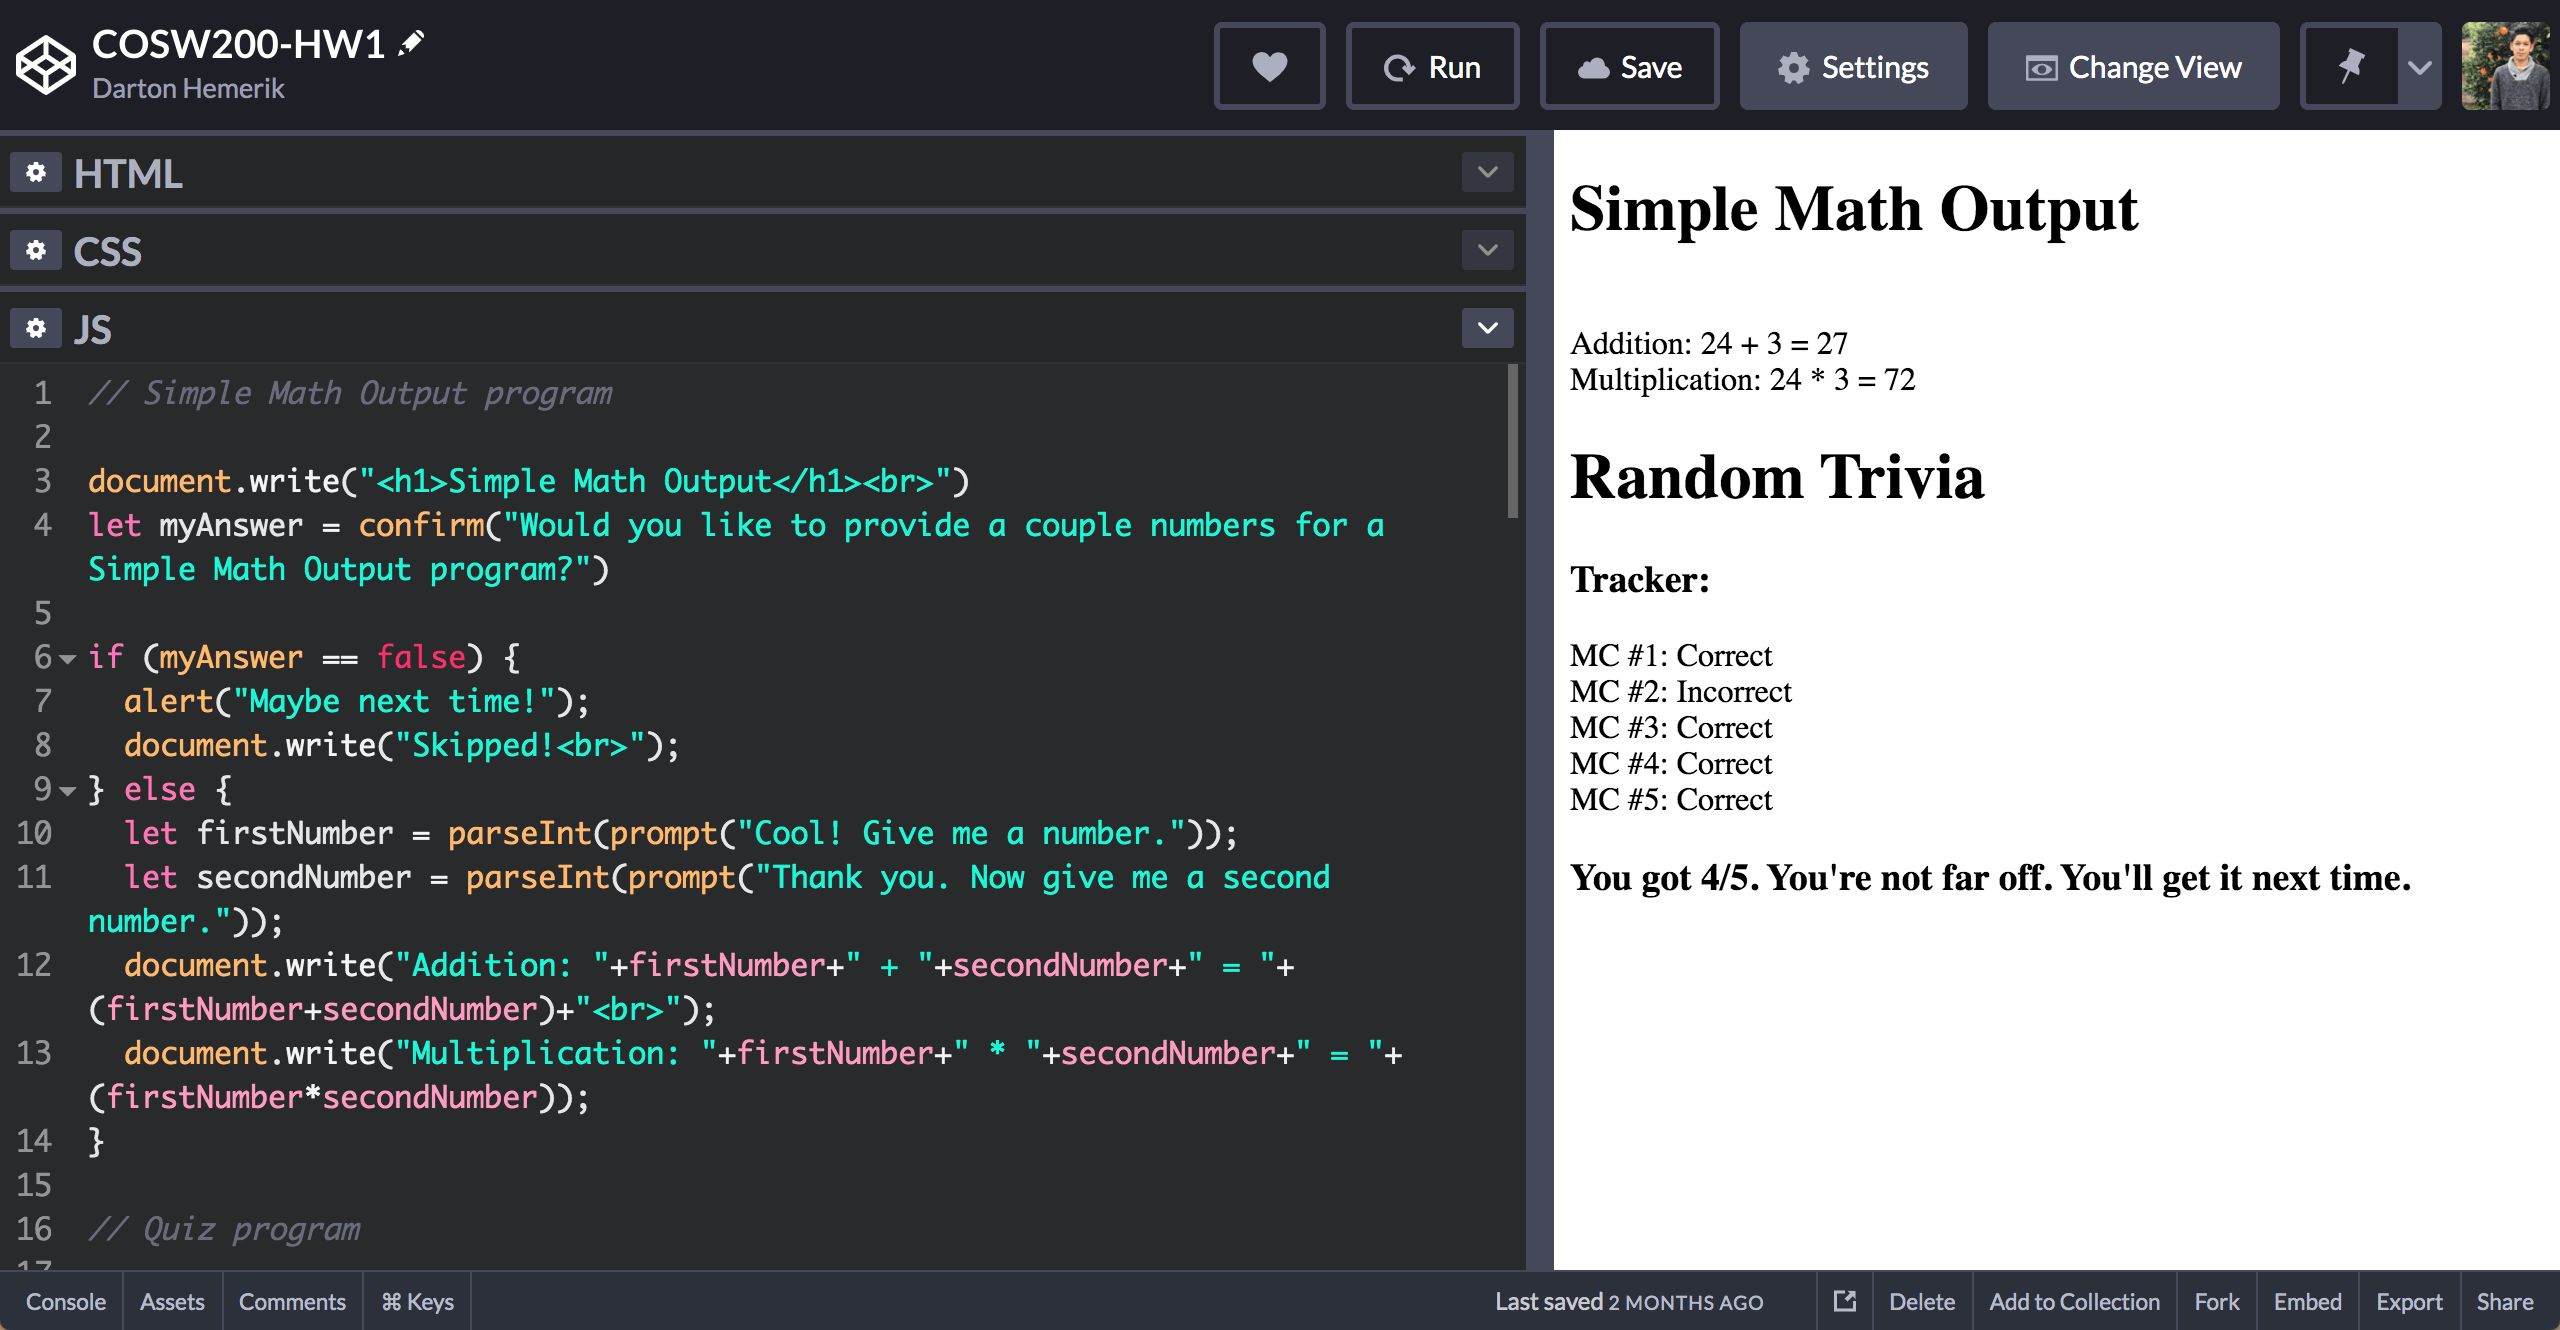 COSW200-HW1
Darton Hemerik
Run
Save
Settings
Change View
HTML
CSS
JS
1 // Simple Math Output program
2
3 document.write("<h1>Simple Math Output</h1><br>")
4 let myAnswer = confirm("Would you like to provide a couple numbers for a
Simple Math Output program?")
5
6 if (myAnswer == false) {
7 alert("Maybe next time!");
8 document.write("Skipped!<br>");
9 } else {
10 let firstNumber = parseInt(prompt("Cool! Give me a number."));
11 let secondNumber = parseInt(prompt("Thank you. Now give me a second
number."));
12 document.write("Addition: "+firstNumber+" + "+secondNumber+" = "+
(firstNumber+secondNumber)+"<br>");
13 document.write("Multiplication: "+firstNumber+" * "+secondNumber+" = "+
(firstNumber*secondNumber));
14 }
15
16 // Quiz program
17
Simple Math Output
Addition: 24 + 3 = 27
Multiplication: 24 * 3 = 72
Random Trivia
Tracker:
MC #1: Correct
MC #2: Incorrect
MC #3: Correct
MC #4: Correct
MC #5: Correct
You got 4/5. You're not far off. You'll get it next time.
Console
Assets
Comments
⌘ Keys
Last saved 2 MONTHS AGO
Delete
Add to Collection
Fork
Embed
Export
Share